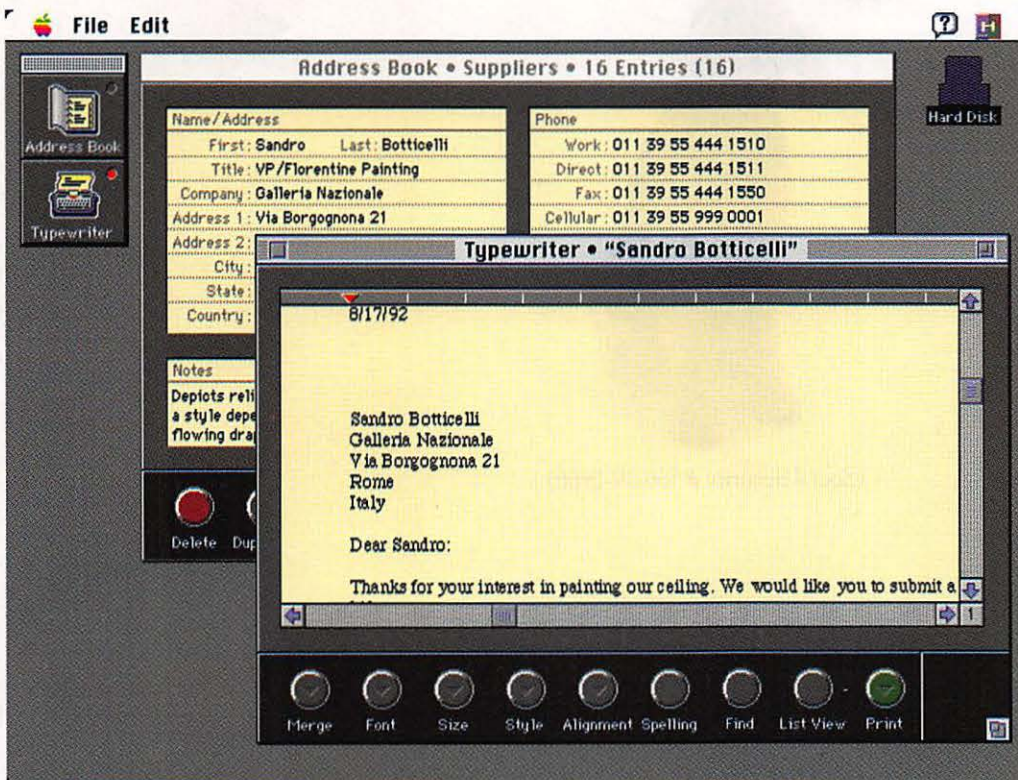 File Edit
Address Book • Suppliers • 16 Entries (16)
Hard Disk
Address Book
Typewriter
Name/Address
First: Sandro Last: Botticelli
Title: VP/Florentine Painting
Company: Galleria Nazionale
Address 1: Via Borgognona 21
Address 2:
City:
State:
Country:
Phone
Work: 011 39 55 444 1510
Direct: 011 39 55 444 1511
Fax: 011 39 55 444 1550
Cellular: 011 39 55 999 0001
Notes
Depicts reli
a style depe
flowing dra
Delete Dup
Typewriter • “Sandro Botticelli”
8/17/92
Sandro Botticelli
Galleria Nazionale
Via Borgognona 21
Rome
Italy
Dear Sandro:
Thanks for your interest in painting our ceiling. We would like you to submit a
1
Merge Font Size Style Alignment Spelling Find List View Print